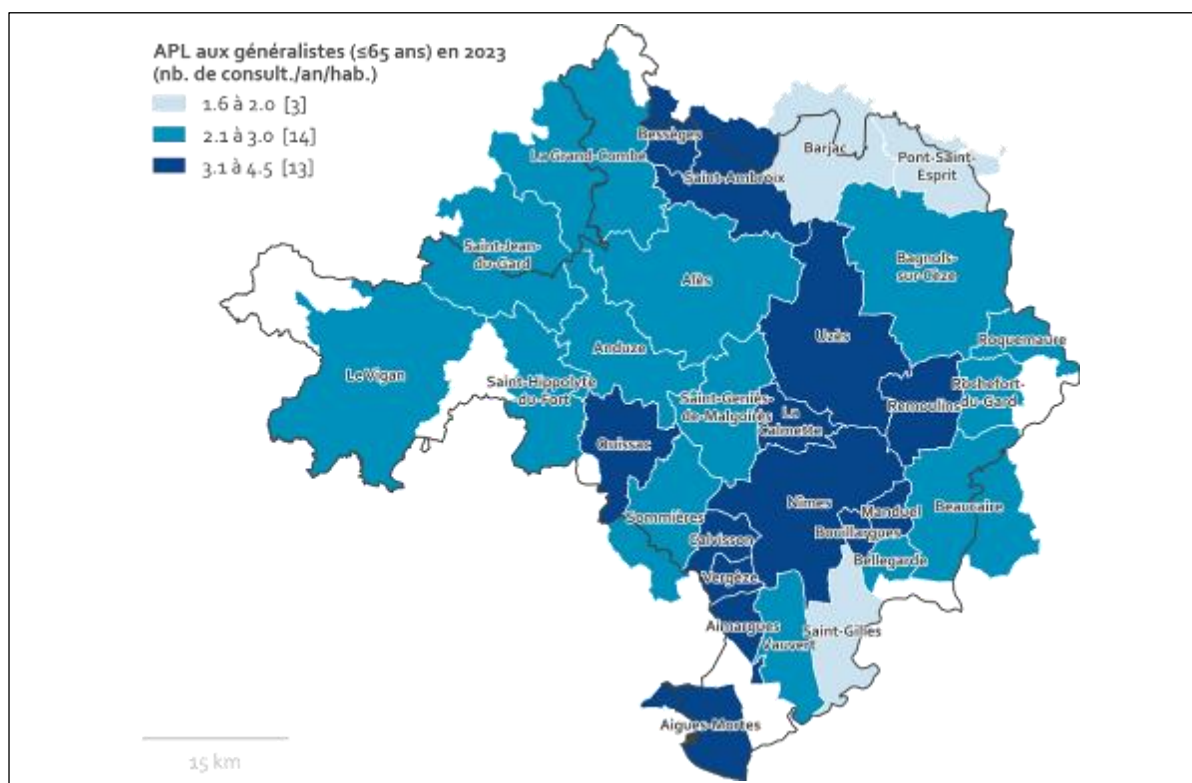 APL aux généralistes (≤65 ans) en 2023
(nb. de consult./an/hab.)
1.6 à 2.0 [3]
2.1 à 3.0 [14]
3.1 à 4.5 [13]
Bessèges
Barjac
La Grand-Combe
Pont-Saint-
Esprit
Saint-Ambroix
Saint-Jean-
du-Gard
Bagnols-
sur-Cèze
Alès
Uzès
Roquemaure
Anduze
Le Vigan
Saint-Hippolyte
du-Fort
Rochefort-
du-Gard
Saint-Geniès-
de-Malgoirès
Remoulins
La
Calmette
Quissac
Nîmes
Manduel
Beaucaire
Sommières
Bouillargues
Calvisson
Bellegarde
Vergèze
Aimargues
Saint-Gilles
Vauvert
Aigues-Mortes
15 km